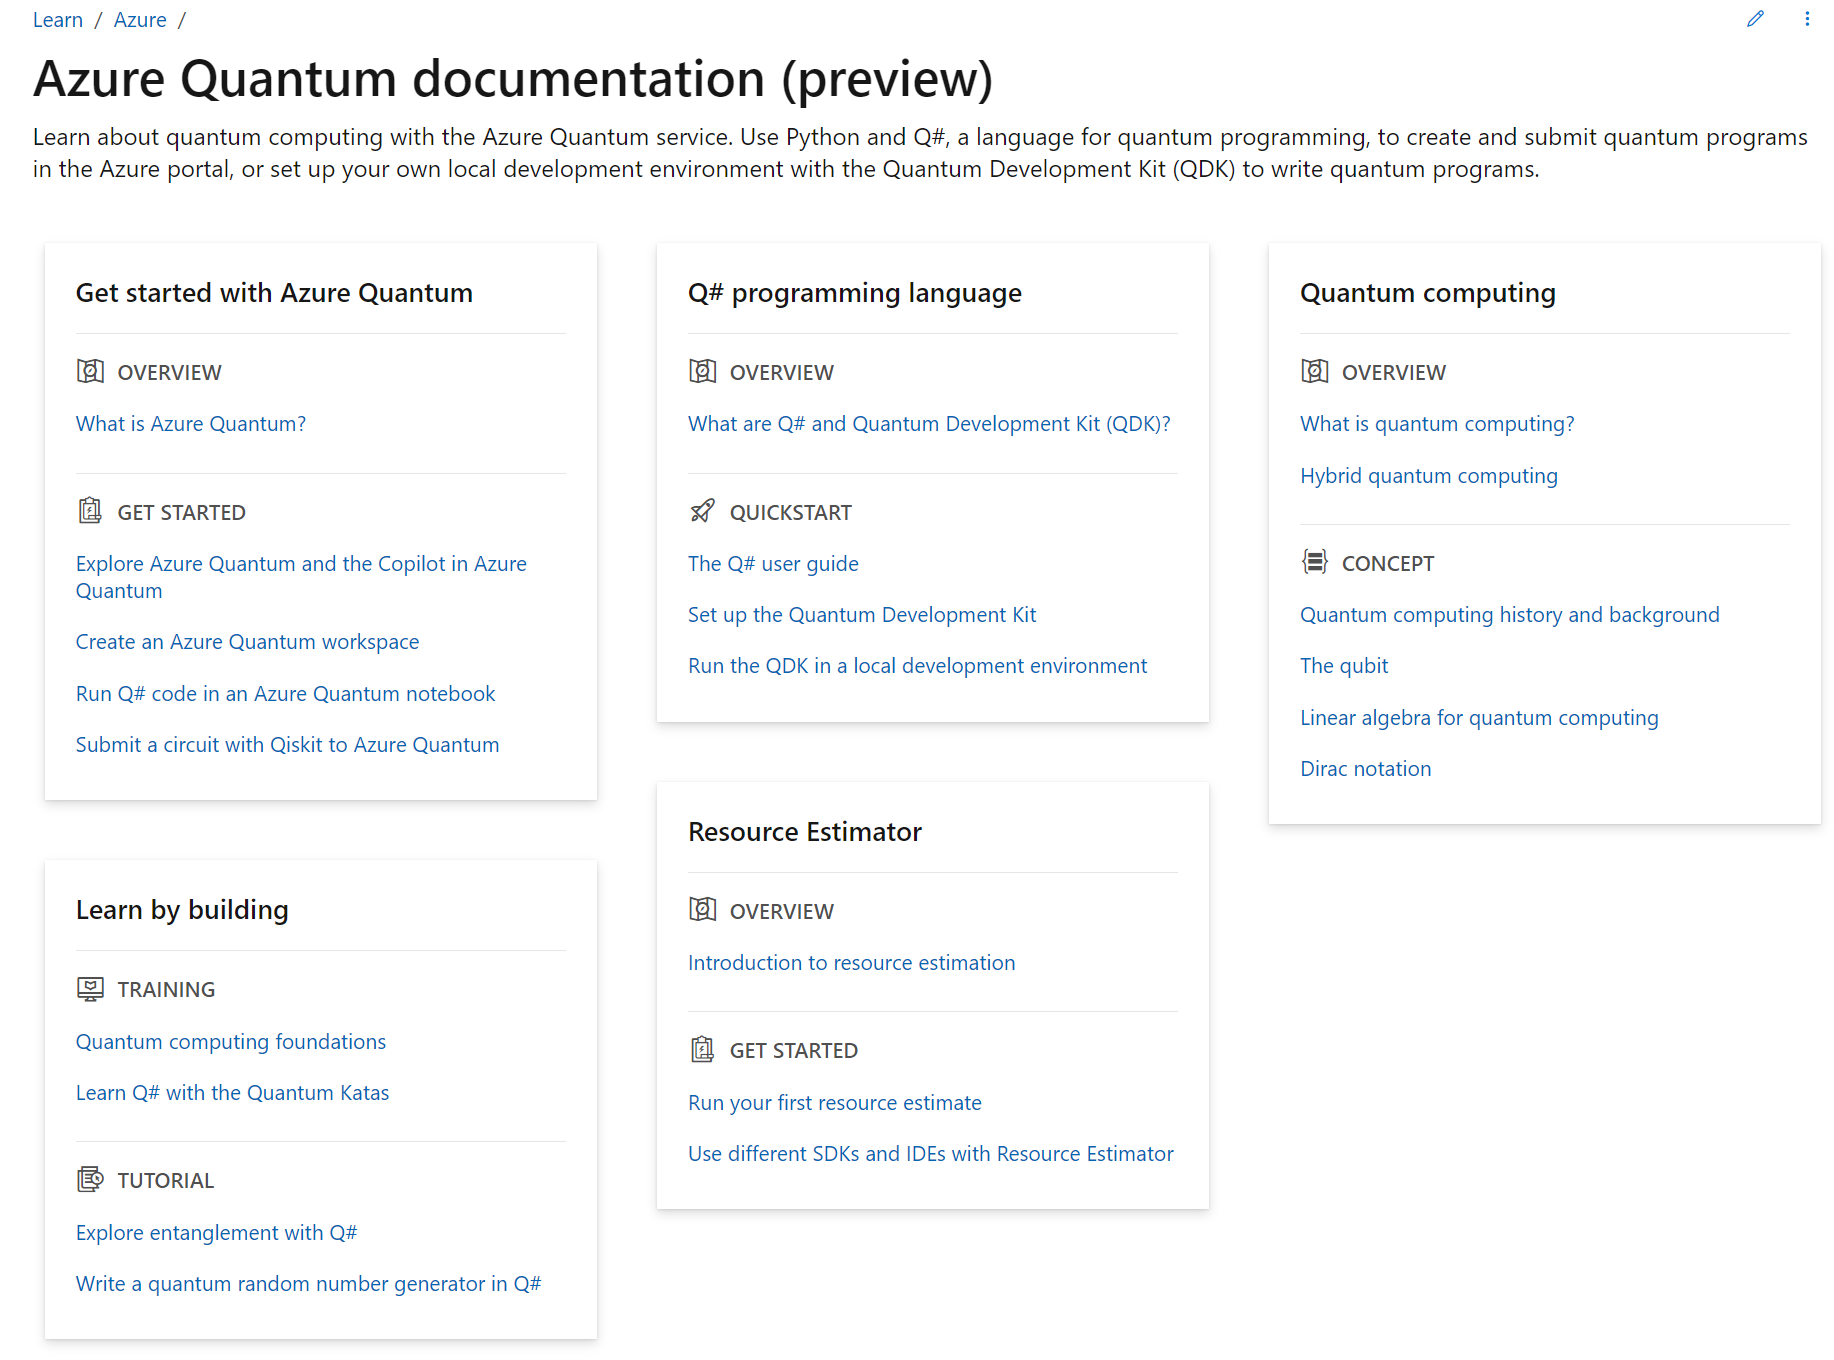 Learn / Azure /
Azure Quantum documentation (preview)
Learn about quantum computing with the Azure Quantum service. Use Python and Q#, a language for quantum programming, to create and submit quantum programs
in the Azure portal, or set up your own local development environment with the Quantum Development Kit (QDK) to write quantum programs.
Get started with Azure Quantum
OVERVIEW
What is Azure Quantum?
GET STARTED
Explore Azure Quantum and the Copilot in Azure
Quantum
Create an Azure Quantum workspace
Run Q# code in an Azure Quantum notebook
Submit a circuit with Qiskit to Azure Quantum
Learn by building
TRAINING
Quantum computing foundations
Learn Q# with the Quantum Katas
TUTORIAL
Explore entanglement with Q#
Write a quantum random number generator in Q#
Q# programming language
OVERVIEW
What are Q# and Quantum Development Kit (QDK)?
QUICKSTART
The Q# user guide
Set up the Quantum Development Kit
Run the QDK in a local development environment
Resource Estimator
OVERVIEW
Introduction to resource estimation
GET STARTED
Run your first resource estimate
Use different SDKs and IDEs with Resource Estimator
Quantum computing
OVERVIEW
What is quantum computing?
Hybrid quantum computing
CONCEPT
Quantum computing history and background
The qubit
Linear algebra for quantum computing
Dirac notation